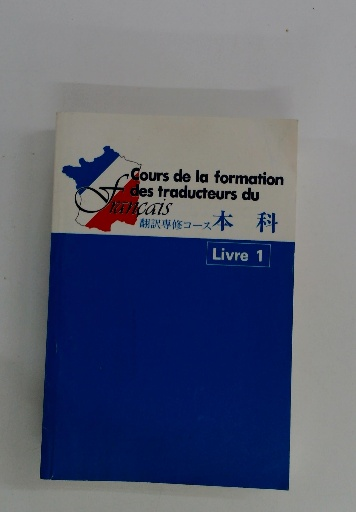 Cours de la formation
des traducteurs du
Français
翻訳専修コース本科
Livre 1